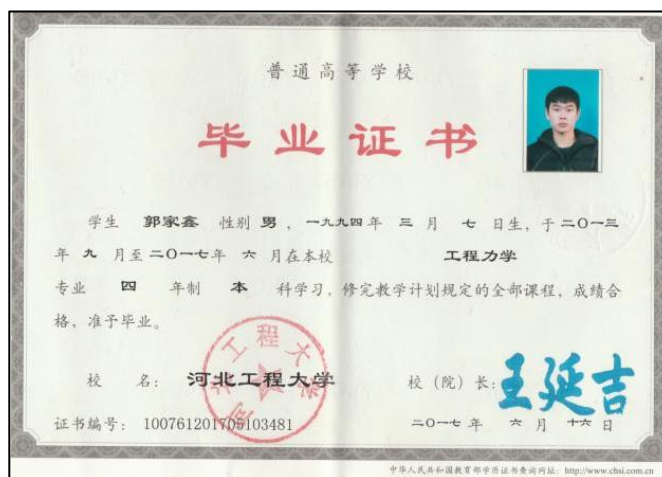 普通高等学校
毕业证书
学生 郭家鑫 性别 男，一九九四年 三 月 七 日生，于二〇一三
年 九 月至二〇一七年 六 月在本校 工程力学
专业 四 年制 本 科学习，修完教学计划规定的全部课程，成绩合
格，准予毕业。
校 名： 河北工程大学 校（院）长： 王延吉
证书编号： 100761201705103481 二〇一七 年 六 月 十六 日
中华人民共和国教育部学历证书查询网址：http://www.chsi.com.cn
河北工程大学